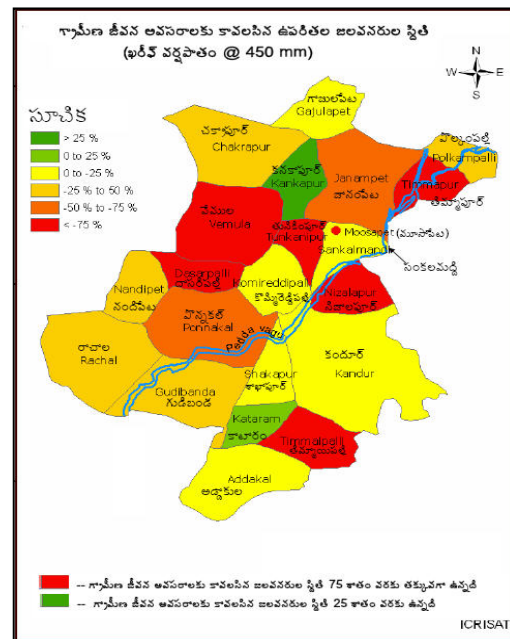 గ్రామీణ జీవన అవసరాలకు కావలసిన ఉపరితల జలవనరుల స్థితి
(ఖరీఫ్ వర్షపాతం @ 450 mm)
N
W E
S
సూచిక
> 25 %
0 to 25%
0 to -25%
-25% to 50 %
-50% to -75%
< -75%
గాజులపేట
Gajulapet
చక్రాపూర్
Chakrapur
కనకాపూర్
Kankapur
Janampet
జానంపేట
పొల్కంపల్లి
Polkampalli
Timmapur
తిమ్మాపూర్
వేముల
Vemula
తునికింపూర్
Tunkunipur
Moosapet (మూసాపేట)
Sankalmaddi
సంకలమద్ది
Dasarpalli
దాసరపల్లి
Komireddipalli
కొమ్మిరెడ్డిపల్లి
Nizalapur
నిజాలపూర్
Nandipet
నందిపేట
పొన్నకల్
Ponnakal
Pedda vagu
రాచాల
Rachal
Gudibanda
గుడిబండ
Shakapur
శాఖాపూర్
కందూర్
Kandur
Kataram
కాటారం
Timmaipalli
తిమ్మాయిపల్లి
Addakal
అడ్డాకుల
-- గ్రామీణ జీవన అవసరాలకు కావలసిన జలవనరుల స్థితి 75 శాతం వరకు తక్కువగా ఉన్నది
-- గ్రామీణ జీవన అవసరాలకు కావలసిన జలవనరుల స్థితి 25 శాతం వరకు ఉన్నది
ICRISAT